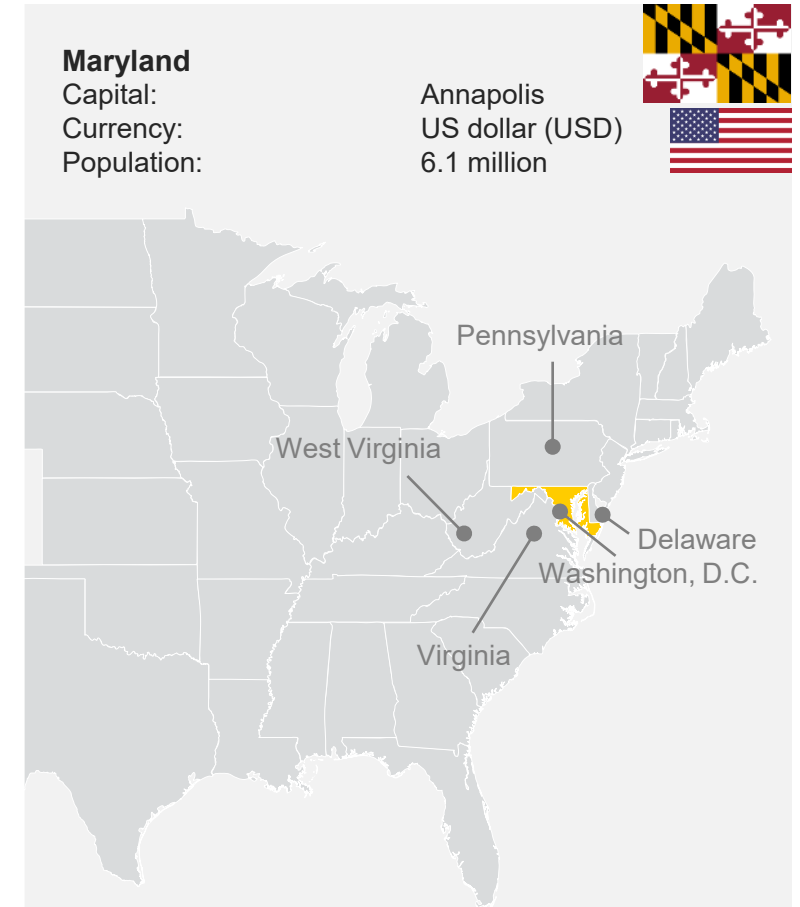 Maryland
Capital: Annapolis
Currency: US dollar (USD)
Population: 6.1 million
Pennsylvania
West Virginia
Delaware
Washington, D.C.
Virginia